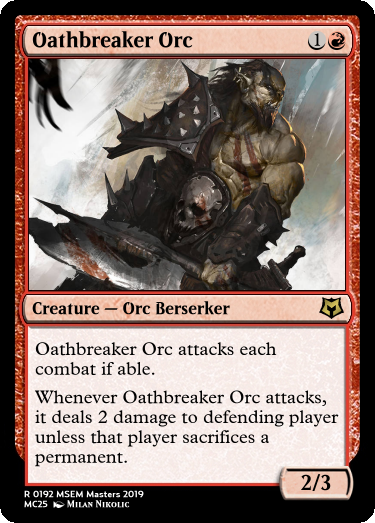 Oathbreaker Orc 1
Creature — Orc Berserker
Oathbreaker Orc attacks each
combat if able.
Whenever Oathbreaker Orc attacks,
it deals 2 damage to defending player
unless that player sacrifices a
permanent.
2/3
R 0192 MSEM Masters 2019
MC25 Milan Nikolic